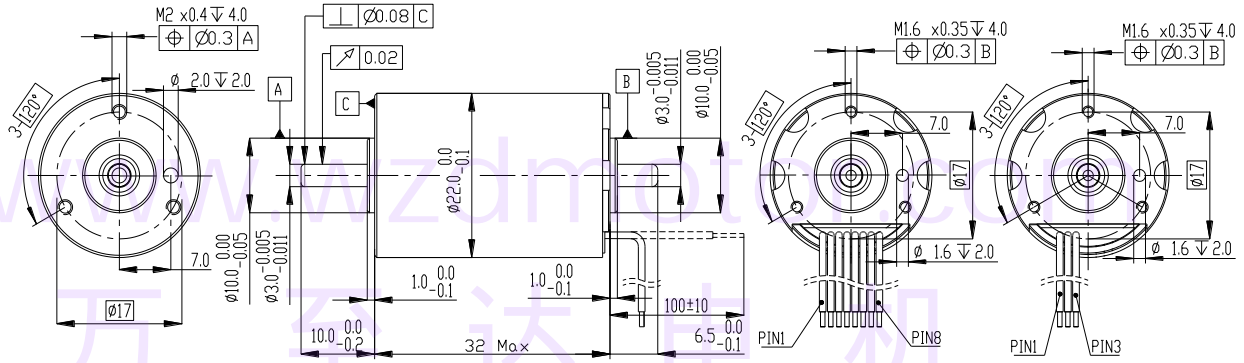 M2 x0.4↧ 4.0
⌖ Ø0.3 A
3-120°
Ø 2.0↧ 2.0
7.0
Ø17
⊥ Ø0.08 C
↗ 0.02
A
C
B
Ø10.0 0.00 -0.05
Ø3.0 -0.005 -0.011
Ø22.0 0.0 -0.1
Ø3.0 -0.005 -0.011
Ø10.0 0.00 -0.05
1.0 0.0 -0.1
1.0 0.0 -0.1
100±10
10.0 0.0 -0.2
32 Max
6.5 0.0 -0.1
M1.6 x0.35↧ 4.0
⌖ Ø0.3 B
3-120°
7.0
Ø17
Ø 1.6↧ 2.0
PIN1
PIN8
M1.6 x0.35↧ 4.0
⌖ Ø0.3 B
3-120°
7.0
Ø17
Ø 1.6↧ 2.0
PIN1
PIN3
www.wzdmotor.com
万至达电机